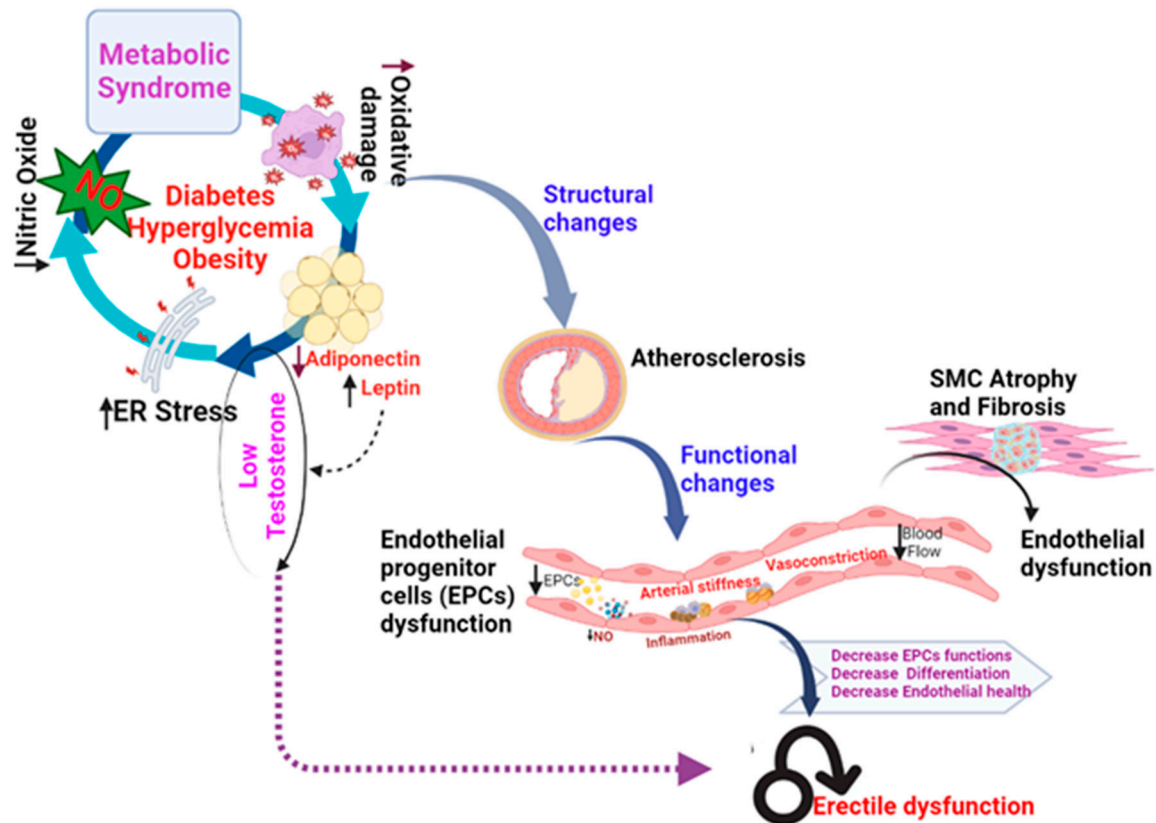 Metabolic
Syndrome
Oxidative
damage
Nitric Oxide
NO
Diabetes
Hyperglycemia
Obesity
Structural
changes
Adiponectin
Leptin
ER Stress
Low
Testosterone
Atherosclerosis
SMC Atrophy
and Fibrosis
Functional
changes
Endothelial
progenitor
cells (EPCs)
dysfunction
EPCs
NO
Arterial stiffness
Inflammation
Vasoconstriction
Blood
Flow
Endothelial
dysfunction
Decrease EPCs functions
Decrease Differentiation
Decrease Endothelial health
Erectile dysfunction